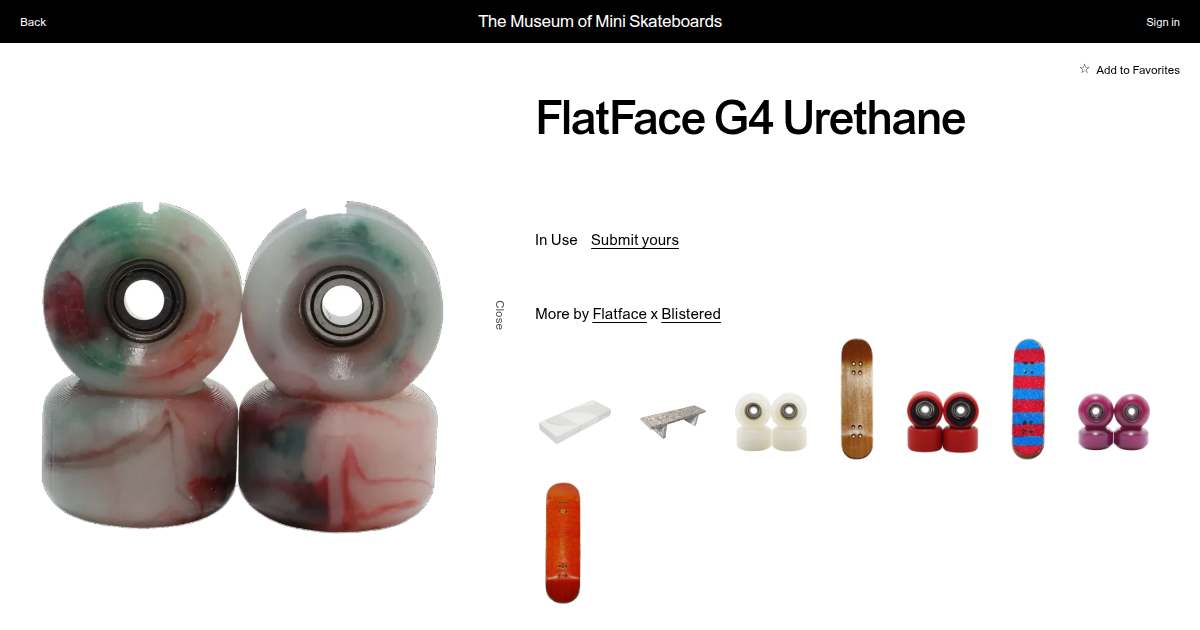 Back
The Museum of Mini Skateboards
Sign in
☆ Add to Favorites
FlatFace G4 Urethane
In Use Submit yours
Close
More by Flatface x Blistered